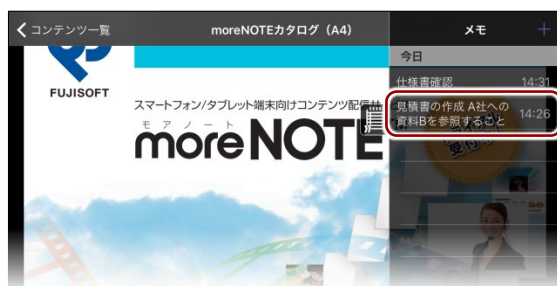 コンテンツ一覧
moreNOTEカタログ（A4）
メモ
今日
仕様書確認 14:31
見積書の作成 A社への
資料Bを参照すること 14:26
FUJISOFT
スマートフォン/タブレット端末向けコンテンツ配信サ
モアノート
moreNOTE
受付中